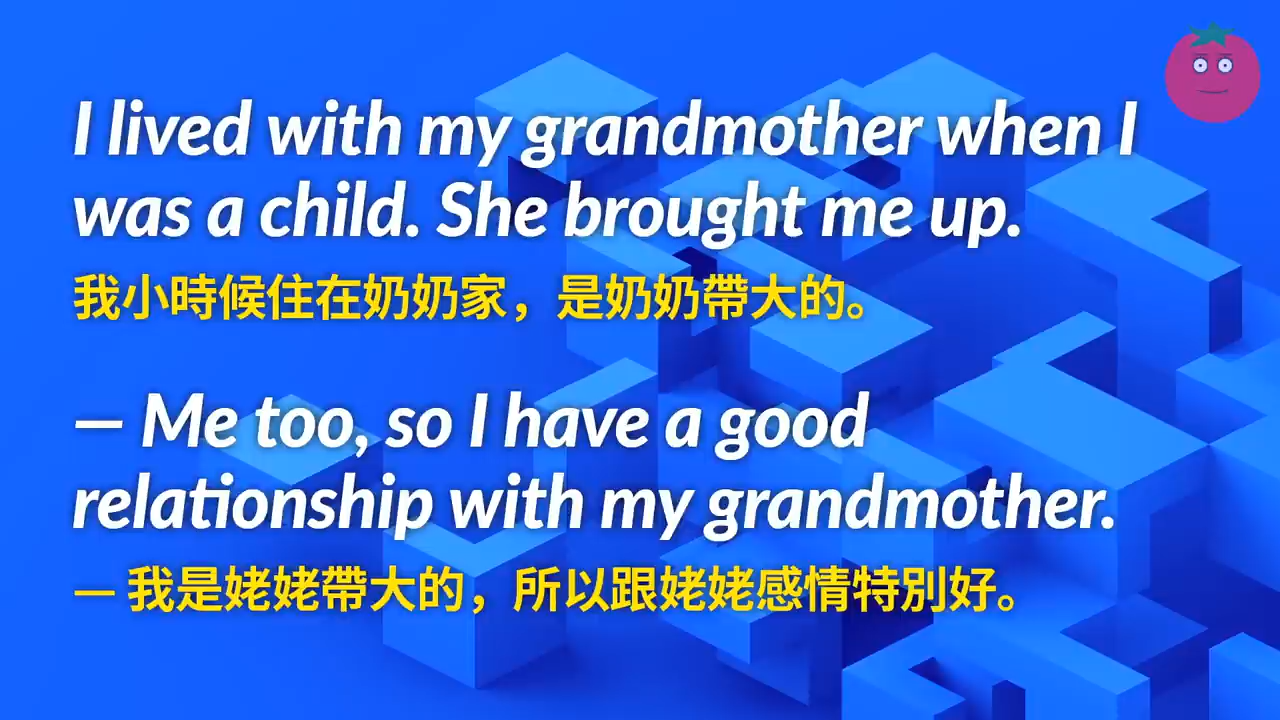 I lived with my grandmother when I
was a child. She brought me up.
我小時候住在奶奶家，是奶奶帶大的。
— Me too, so I have a good
relationship with my grandmother.
— 我是姥姥帶大的，所以跟姥姥感情特別好。